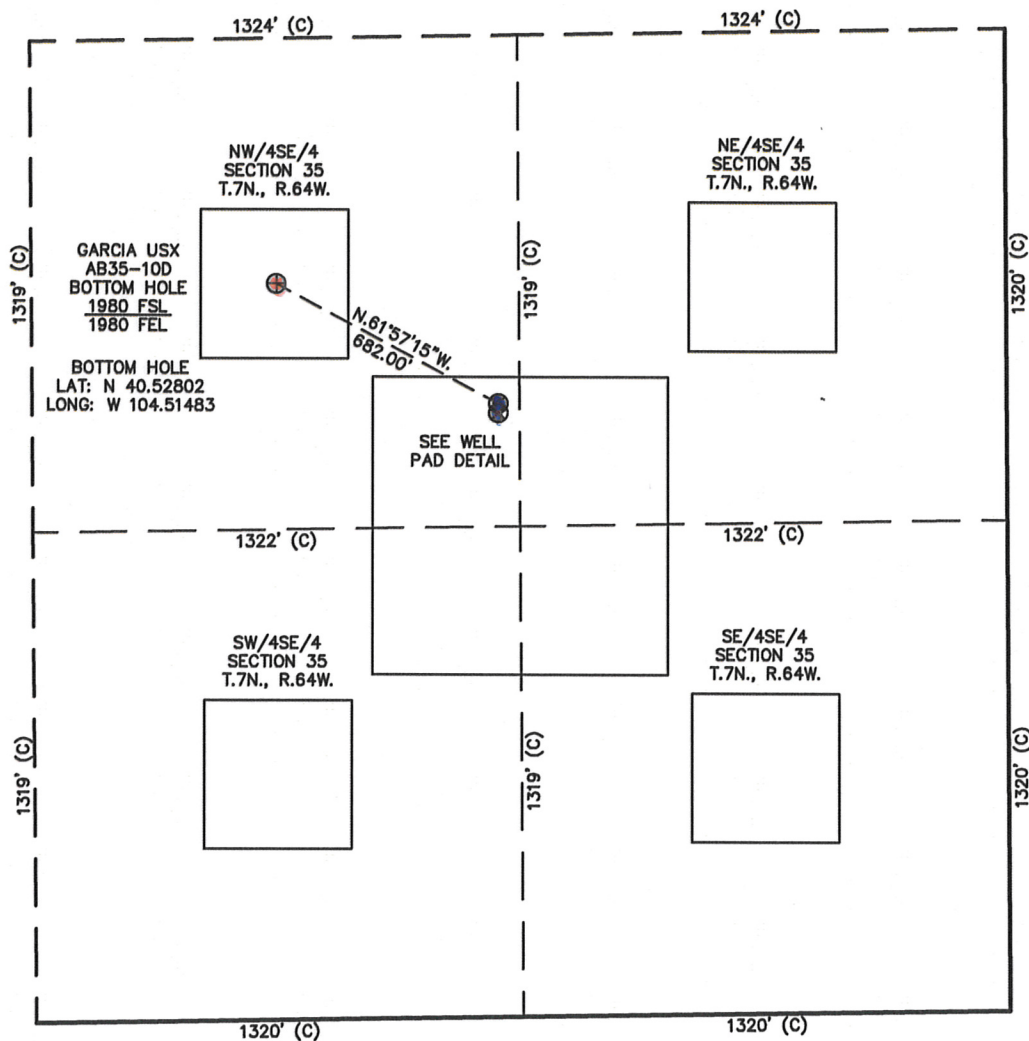 1324' (C)
1324' (C)
NW/4SE/4
SECTION 35
T.7N., R.64W.
NE/4SE/4
SECTION 35
T.7N., R.64W.
1319' (C)
GARCIA USX
AB35-10D
BOTTOM HOLE
1980 FSL
1980 FEL
BOTTOM HOLE
LAT: N 40.52802
LONG: W 104.51483
N.61°57'15"W.
682.00'
1319' (C)
1320' (C)
SEE WELL
PAD DETAIL
1322' (C)
1322' (C)
SW/4SE/4
SECTION 35
T.7N., R.64W.
SE/4SE/4
SECTION 35
T.7N., R.64W.
1319' (C)
1319' (C)
1320' (C)
1320' (C)
1320' (C)